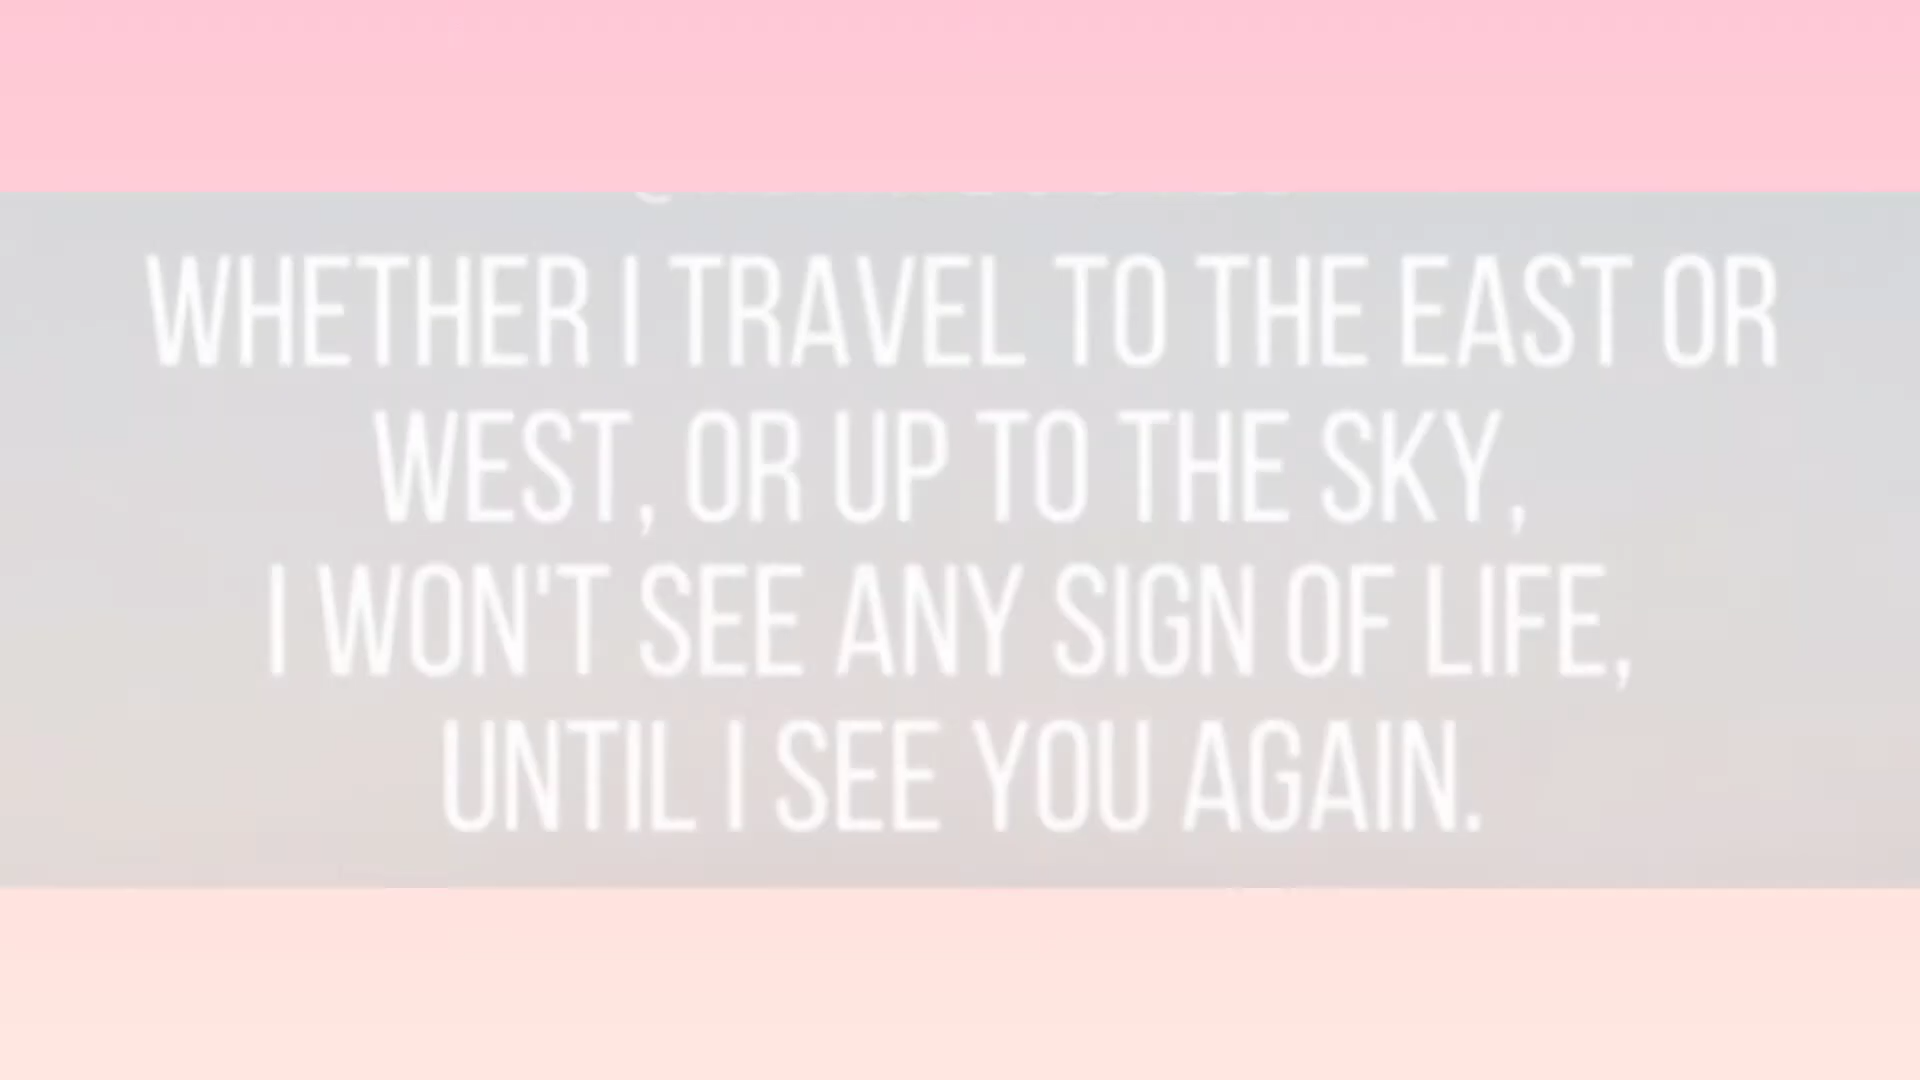 WHETHER I TRAVEL TO THE EAST OR
WEST, OR UP TO THE SKY,
I WON'T SEE ANY SIGN OF LIFE,
UNTIL I SEE YOU AGAIN.